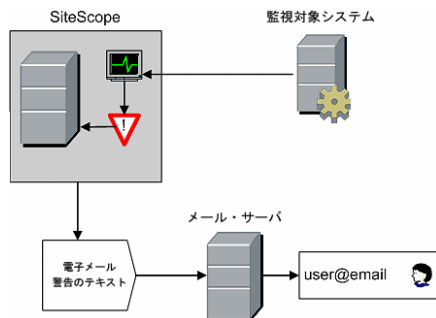 SiteScope
監視対象システム
!
メール・サーバ
電子メール
警告のテキスト
user@email